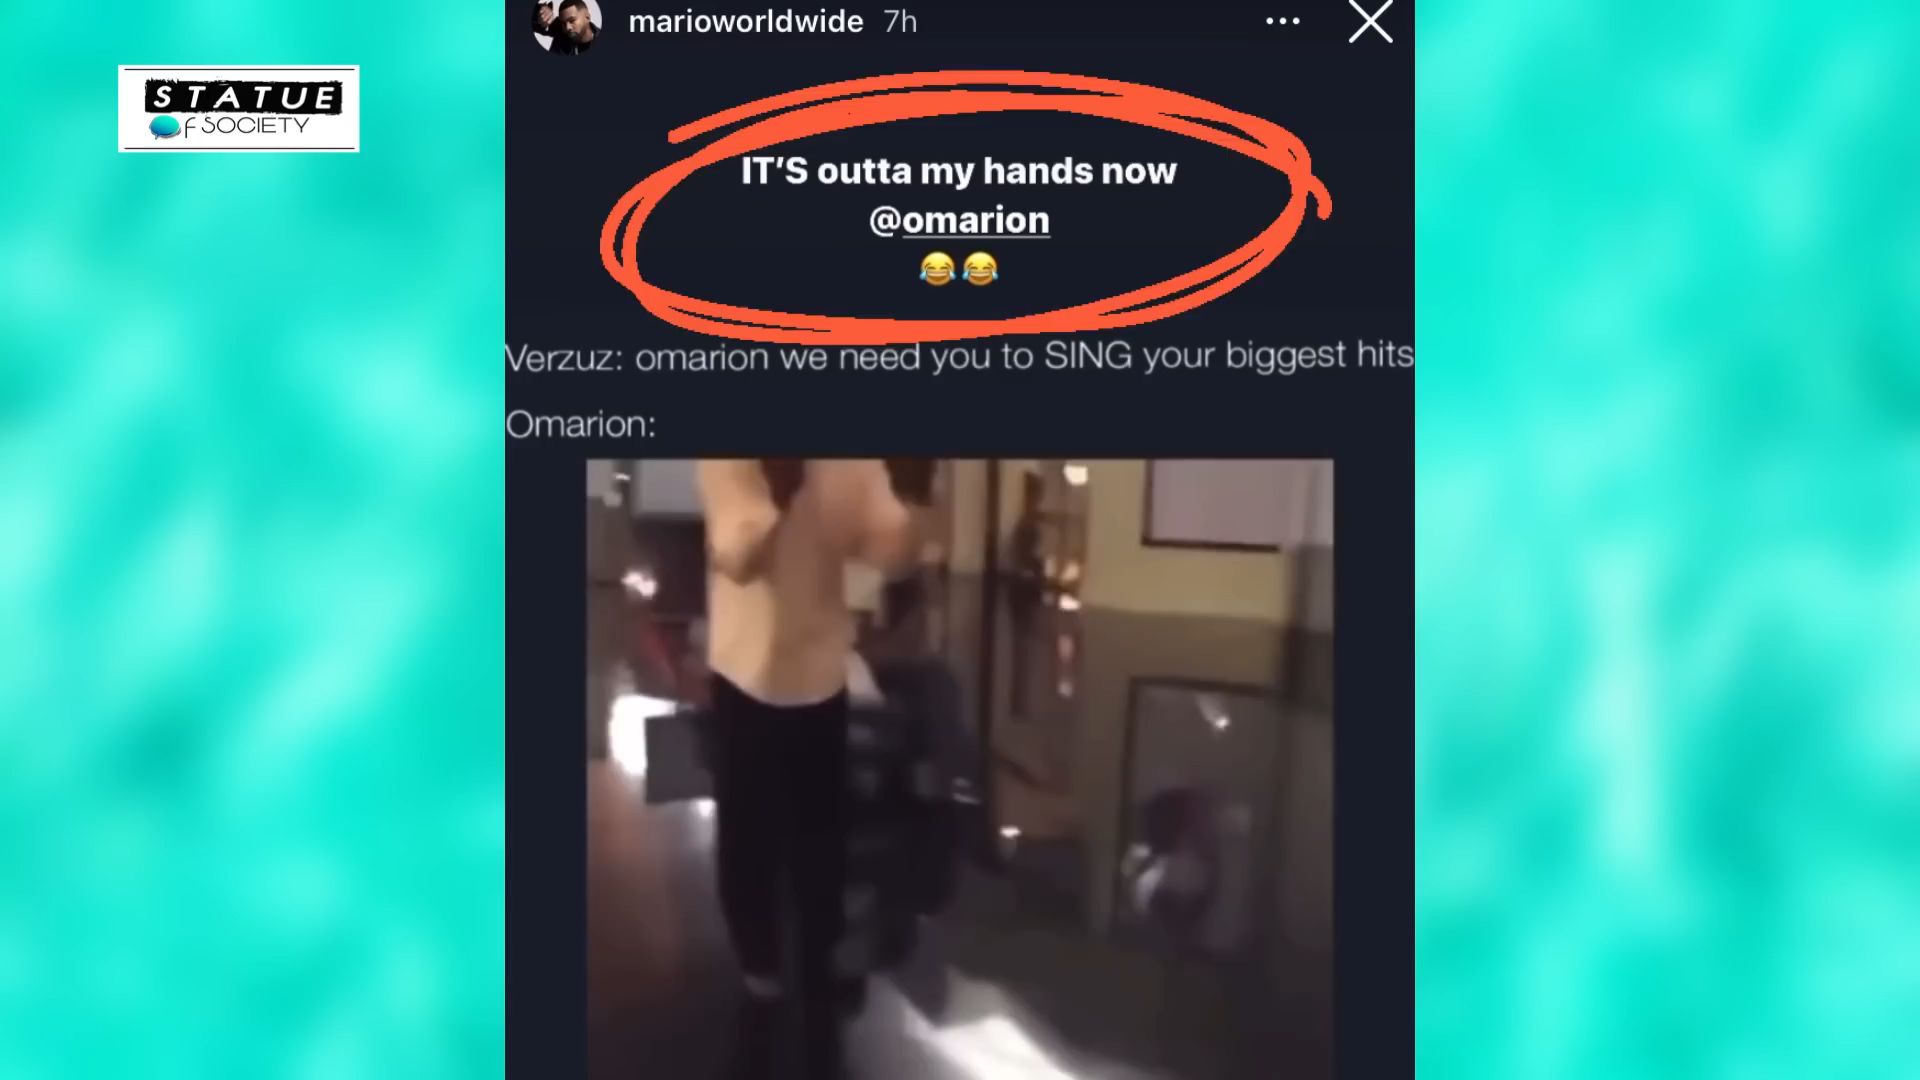 marioworldwide 7h
STATUE
OF SOCIETY
IT'S outta my hands now
@omarion
😂😂
Verzuz: omarion we need you to SING your biggest hits
Omarion: